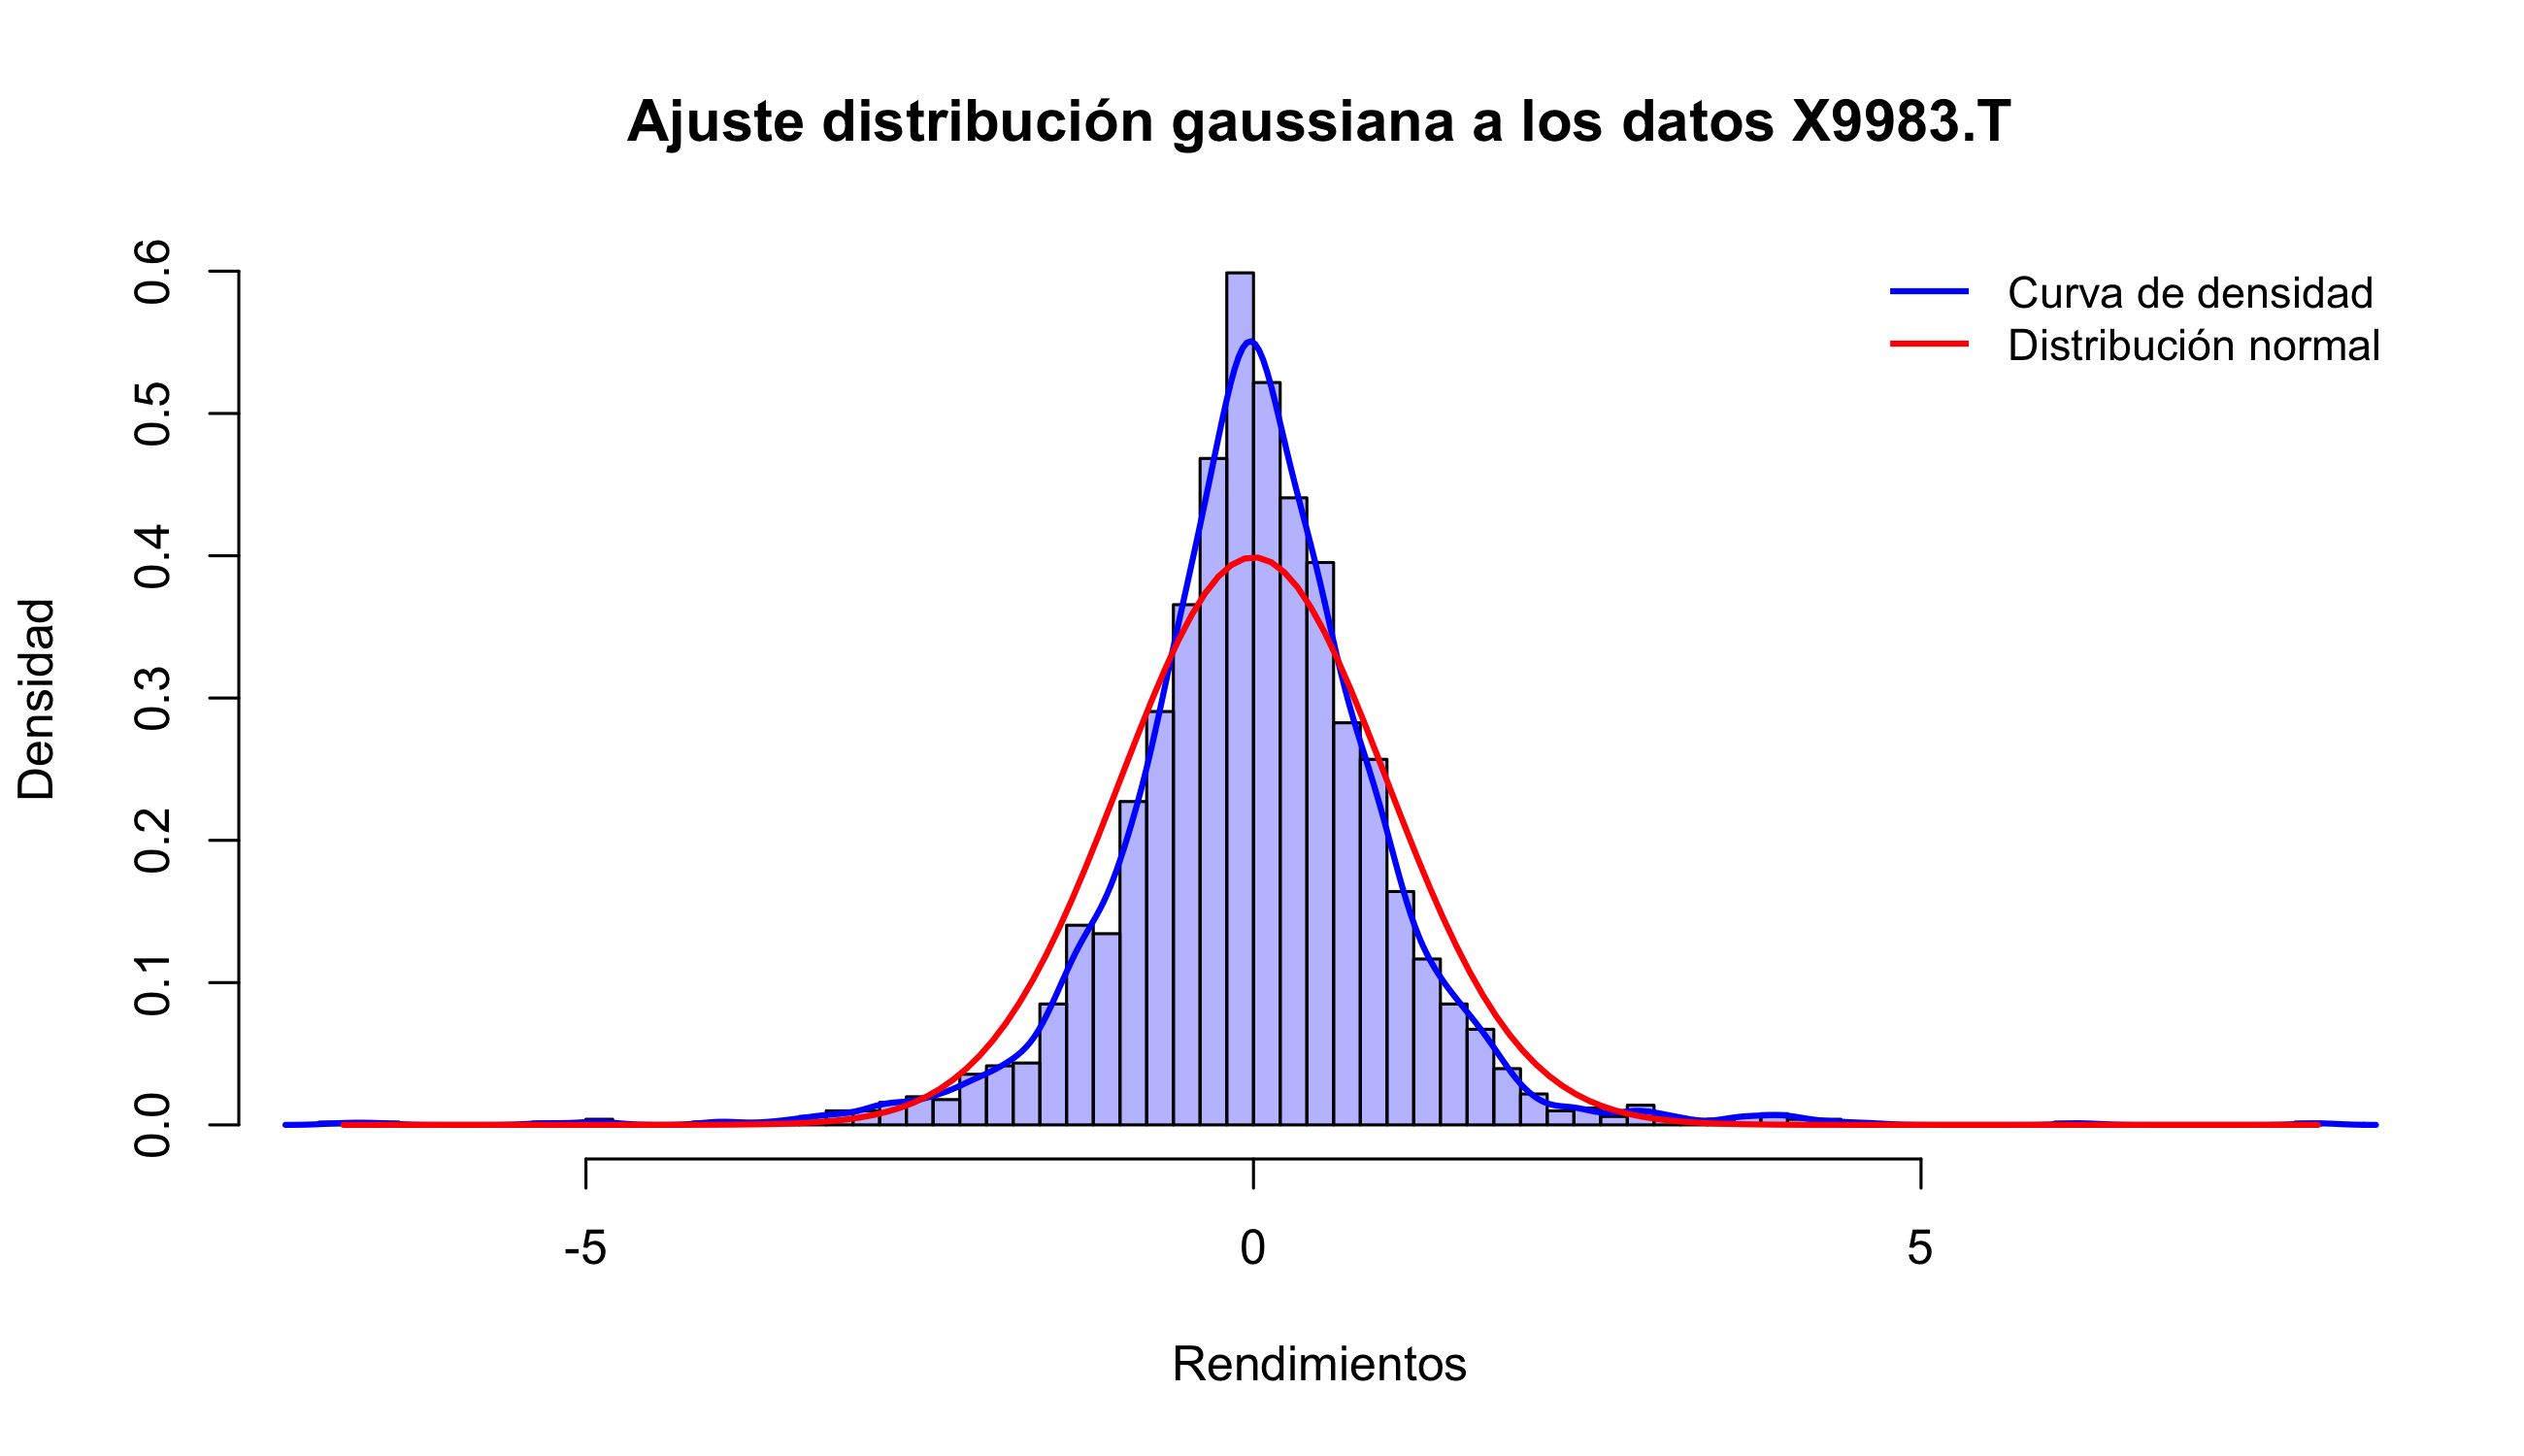 Ajuste distribución gaussiana a los datos X9983.T
Curva de densidad
Distribución normal
Densidad
0.6
0.5
0.4
0.3
0.2
0.1
0.0
-5 0 5
Rendimientos